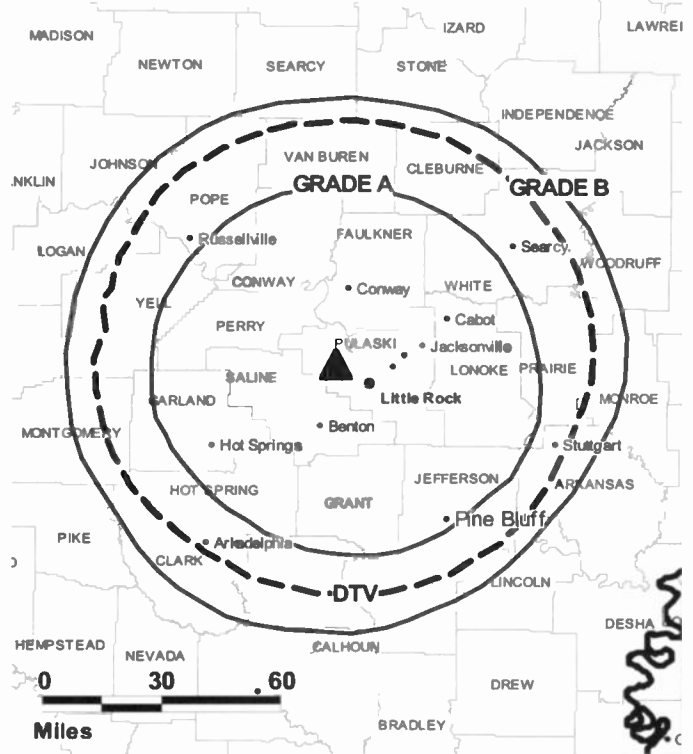 MADISON
IZARD
LAWREI
NEWTON
SEARCY
STONE
INDEPENDENCE
JACKSON
VAN BUREN
JOHNSON
CLEBURNE
NKLIN
GRADE A
GRADE B
POPE
FAULKNER
Russellville
Searcy
LOGAN
WOODRUFF
CONWAY
Conway
WHITE
YELL
Cabot
PERRY
PULASKI
Jacksonville
SALINE
LONOKE
PRAIRIE
Little Rock
GARLAND
MONROE
Benton
MONTGOMERY
Hot Springs
Stuttgart
JEFFERSON
HOT SPRING
ARKANSAS
GRANT
Pine Bluff
PIKE
Arkadelphia
CLARK
LINCOLN
DTV
DESHA
HEMPSTEAD
CALHOUN
NEVADA
DREW
0 30 60
BRADLEY
Miles